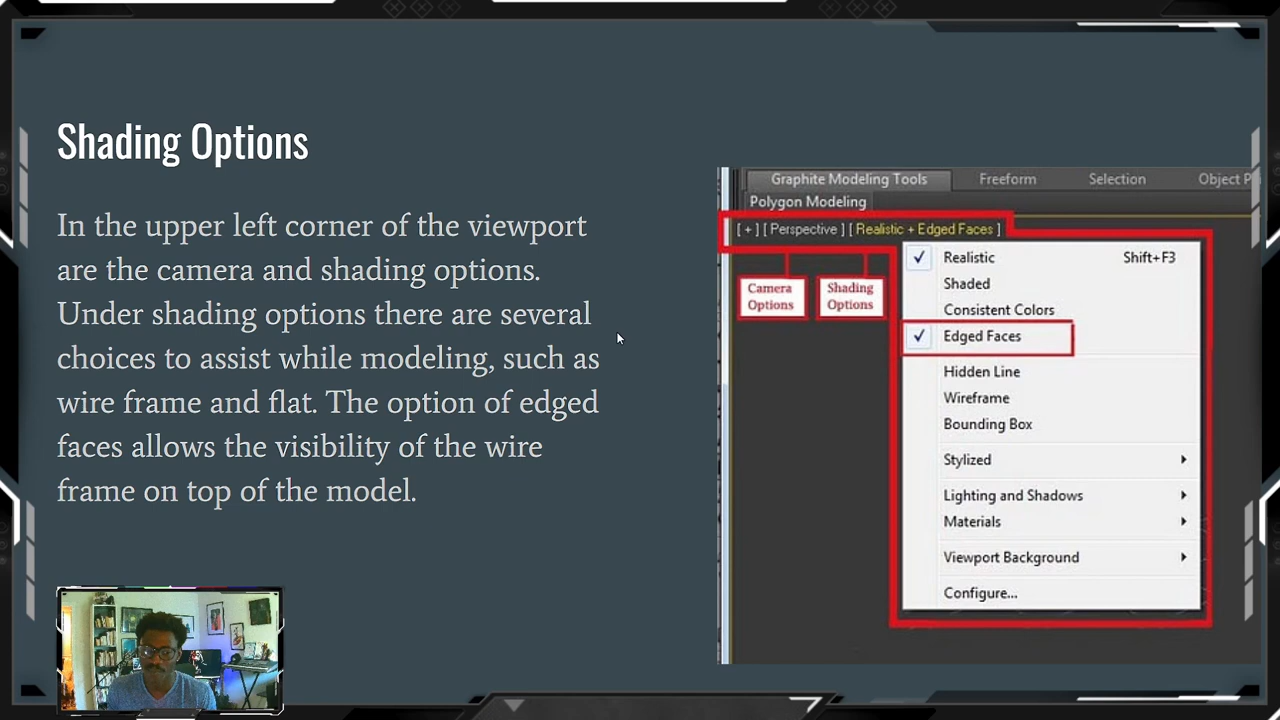 Shading Options
In the upper left corner of the viewport
are the camera and shading options.
Under shading options there are several
choices to assist while modeling, such as
wire frame and flat. The option of edged
faces allows the visibility of the wire
frame on top of the model.
Graphite Modeling Tools Freeform Selection
Polygon Modeling
[ + ] [ Perspective ] [ Realistic + Edged Faces ]
Camera
Options
Shading
Options
Realistic Shift+F3
Shaded
Consistent Colors
Edged Faces
Hidden Line
Wireframe
Bounding Box
Stylized
Lighting and Shadows
Materials
Viewport Background
Configure...